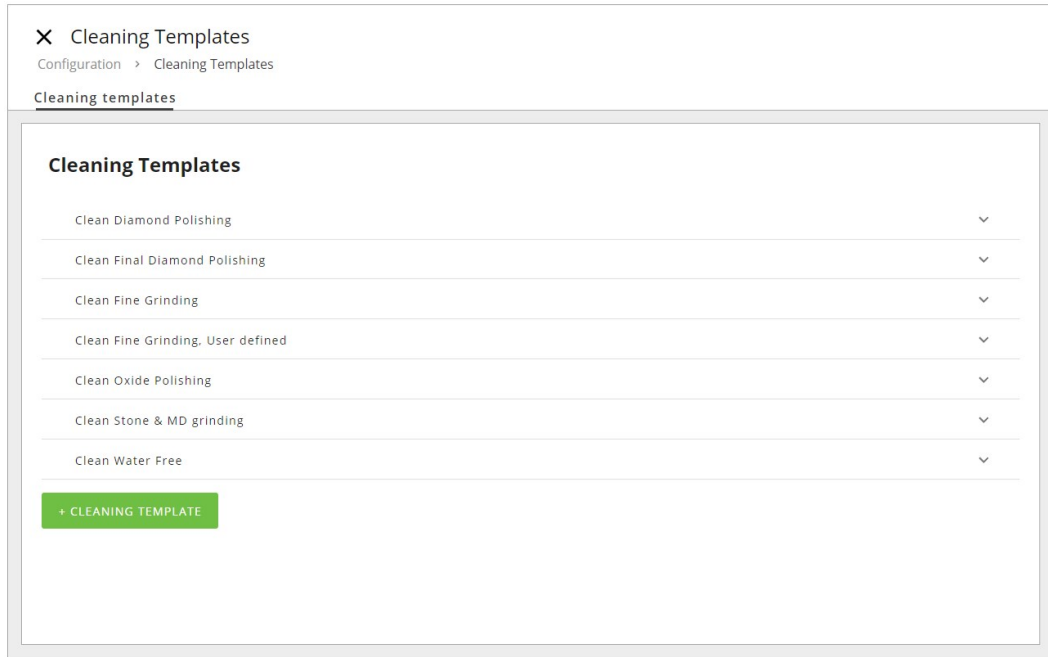 Cleaning Templates
Configuration > Cleaning Templates
Cleaning templates
Cleaning Templates
Clean Diamond Polishing
Clean Final Diamond Polishing
Clean Fine Grinding
Clean Fine Grinding, User defined
Clean Oxide Polishing
Clean Stone & MD grinding
Clean Water Free
+ CLEANING TEMPLATE